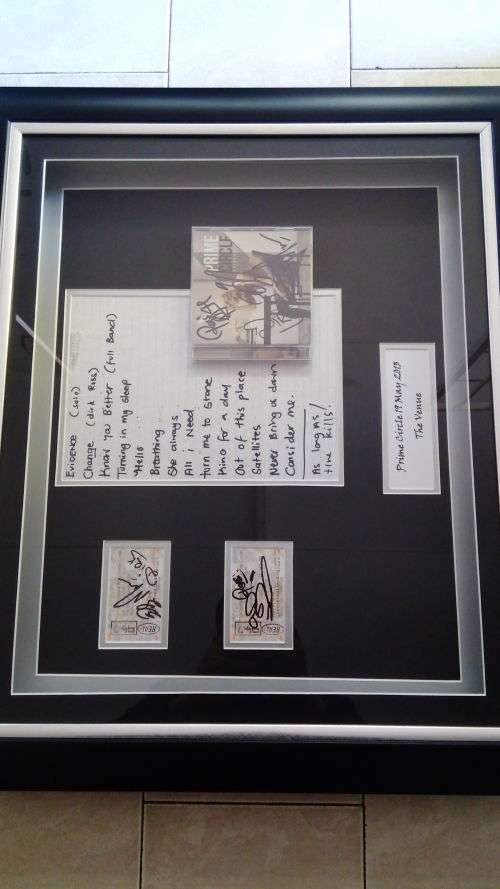 PRIME
CIRCLE
Evidence (solo)
Change (dirk Ross)
Know You Better (full Band)
Turning in my sleep
Hello
Breathing
She always
All i Need
turn me to stone
King for a day
Out of this place
Satellites
Never Bring us down
Consider me.
As long as
time kills!
Prime Circle 19 May 2013
The Venue